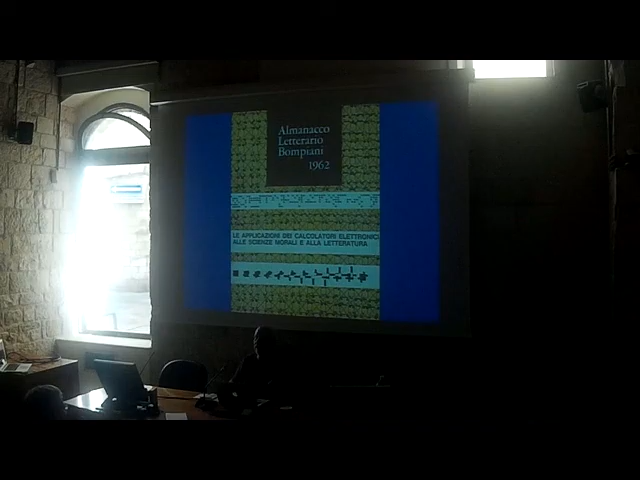 Almanacco
Letterario
Bompiani
1962
LE APPLICAZIONI DEI CALCOLATORI ELETTRONICI
ALLE SCIENZE MORALI E ALLA LETTERATURA